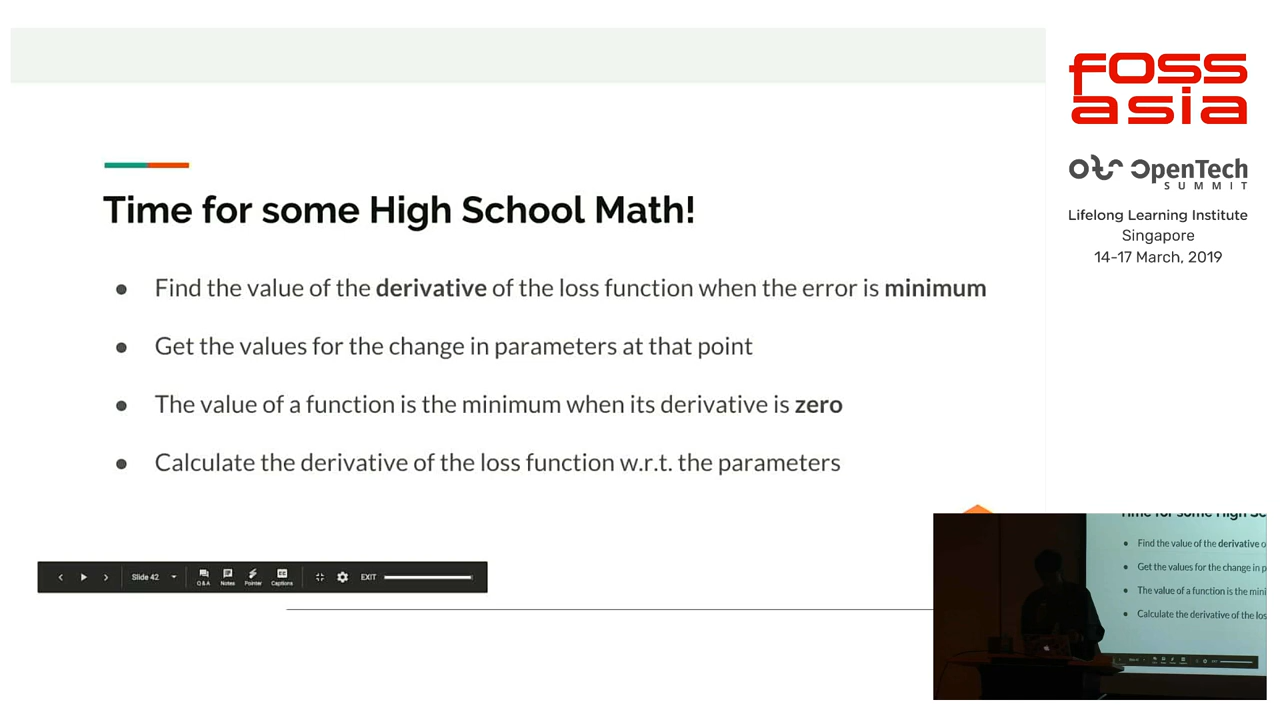 Time for some High School Math!
● Find the value of the derivative of the loss function when the error is minimum
● Get the values for the change in parameters at that point
● The value of a function is the minimum when its derivative is zero
● Calculate the derivative of the loss function w.r.t. the parameters
Slide 42
Q & A
Notes
Pointer
Captions
EXIT
fOSS
asia
OpenTech
SUMMIT
Lifelong Learning Institute
Singapore
14-17 March, 2019
Time for some High Sc
● Find the value of the derivative o
● Get the values for the change in p
● The value of a function is the mini
● Calculate the derivative of the los